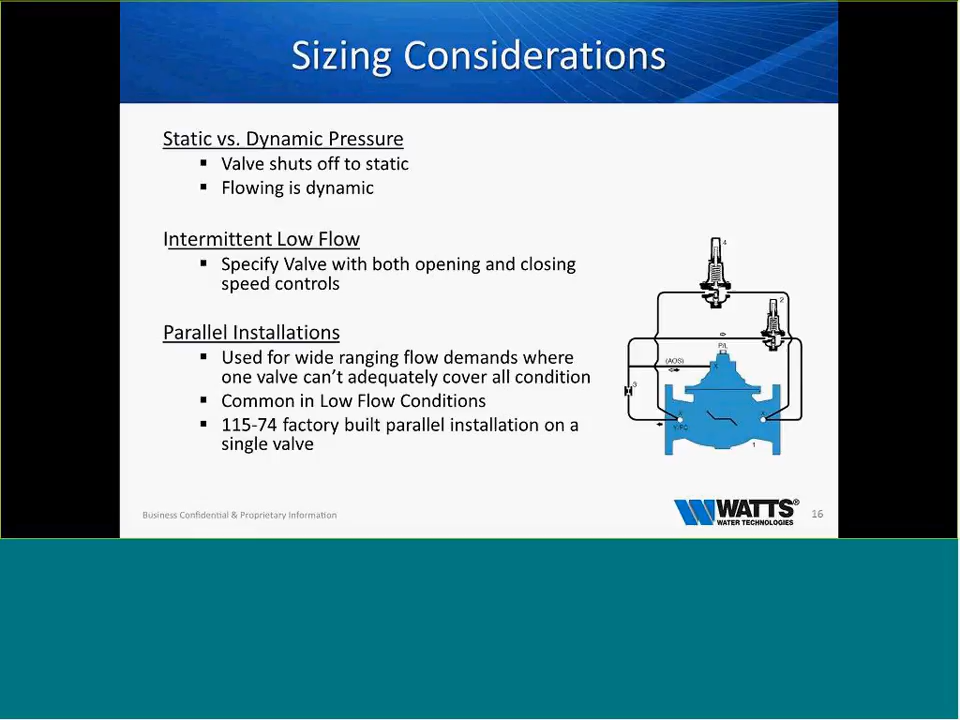 Sizing Considerations
Static vs. Dynamic Pressure
▪ Valve shuts off to static
▪ Flowing is dynamic
Intermittent Low Flow
▪ Specify Valve with both opening and closing
speed controls
Parallel Installations
▪ Used for wide ranging flow demands where
one valve can't adequately cover all condition
▪ Common in Low Flow Conditions
▪ 115-74 factory built parallel installation on a
single valve
4
2
P/L
(AOS)
X
3
X
X
Y/FC
1
Business Confidential & Proprietary Information
WATTS®
WATER TECHNOLOGIES
16